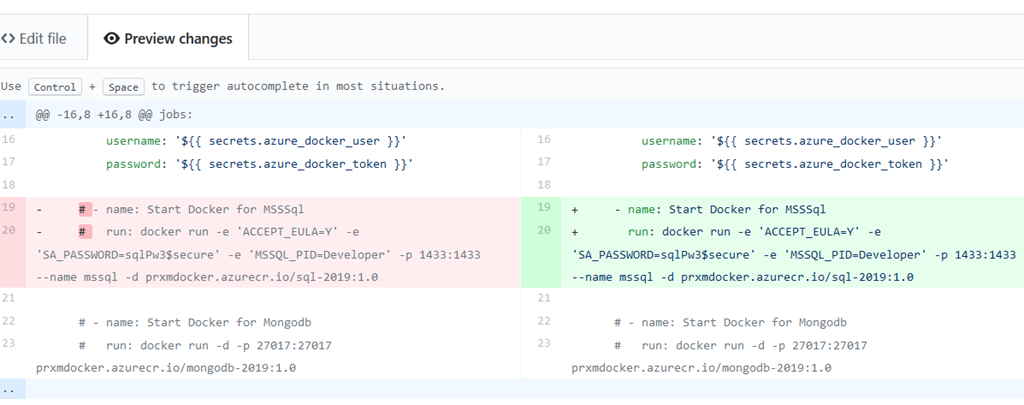 <> Edit file Preview changes
Use Control + Space to trigger autocomplete in most situations.
.. @@ -16,8 +16,8 @@ jobs:
16 username: '${{ secrets.azure_docker_user }}' 16 username: '${{ secrets.azure_docker_user }}'
17 password: '${{ secrets.azure_docker_token }}' 17 password: '${{ secrets.azure_docker_token }}'
18 18
19 - # - name: Start Docker for MSSSql 19 + - name: Start Docker for MSSSql
20 - # run: docker run -e 'ACCEPT_EULA=Y' -e 20 + run: docker run -e 'ACCEPT_EULA=Y' -e
'SA_PASSWORD=sqlPw3$secure' -e 'MSSQL_PID=Developer' -p 1433:1433 'SA_PASSWORD=sqlPw3$secure' -e 'MSSQL_PID=Developer' -p 1433:1433
--name mssql -d prxmdocker.azurecr.io/sql-2019:1.0 --name mssql -d prxmdocker.azurecr.io/sql-2019:1.0
21 21
22 # - name: Start Docker for Mongodb 22 # - name: Start Docker for Mongodb
23 # run: docker run -d -p 27017:27017 23 # run: docker run -d -p 27017:27017
prxmdocker.azurecr.io/mongodb-2019:1.0 prxmdocker.azurecr.io/mongodb-2019:1.0
..